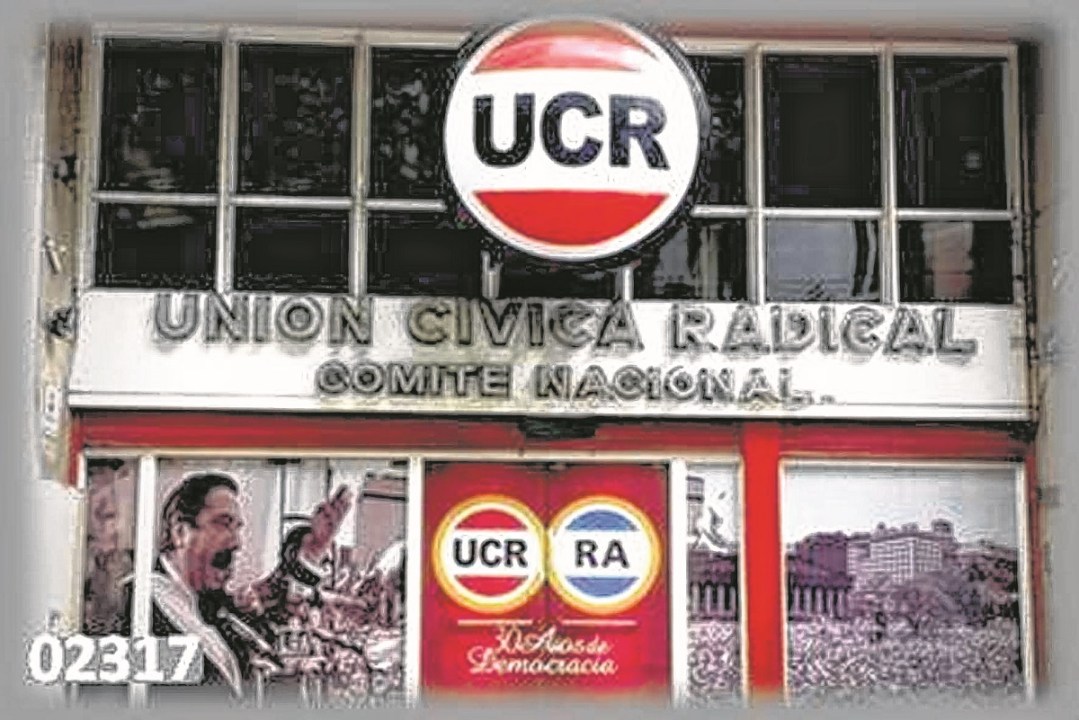 UCR
UNION CIVICA RADICAL
COMITE NACIONAL.
UCR RA
30 Años de
Democracia
02317